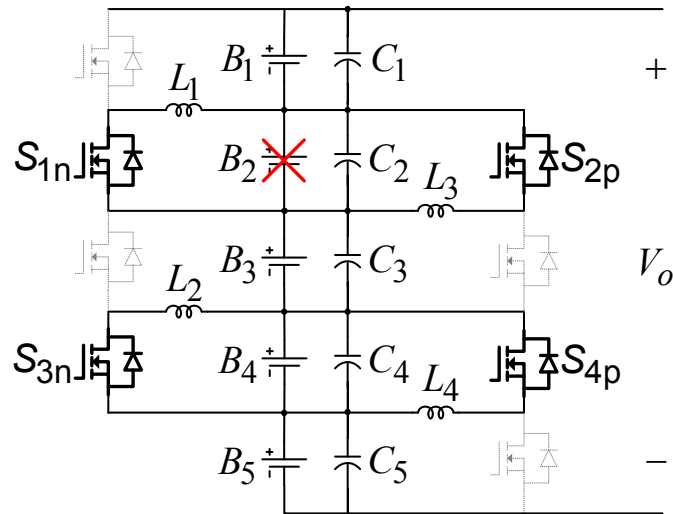 B1 C1 +
L1
S1n B2 C2 S2p
L3
B3 C3 Vo
L2
S3n B4 C4 S4p
L4
B5 C5 −